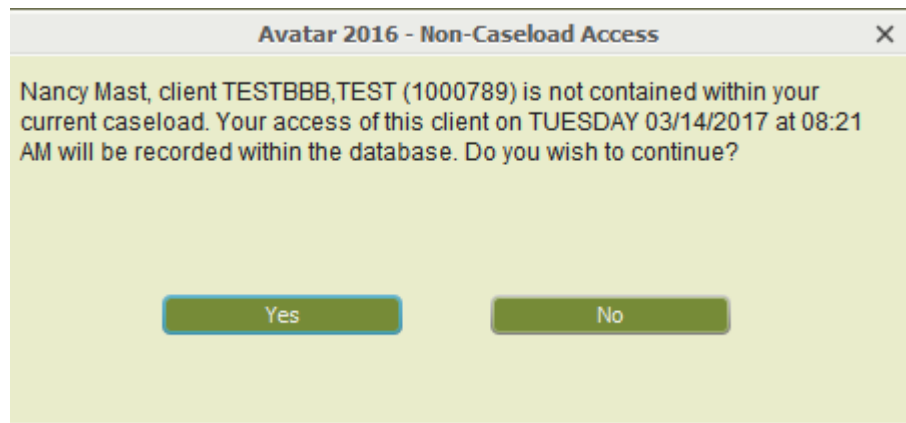 Avatar 2016 - Non-Caseload Access
Nancy Mast, client TESTBBB,TEST (1000789) is not contained within your
current caseload. Your access of this client on TUESDAY 03/14/2017 at 08:21
AM will be recorded within the database. Do you wish to continue?
Yes No